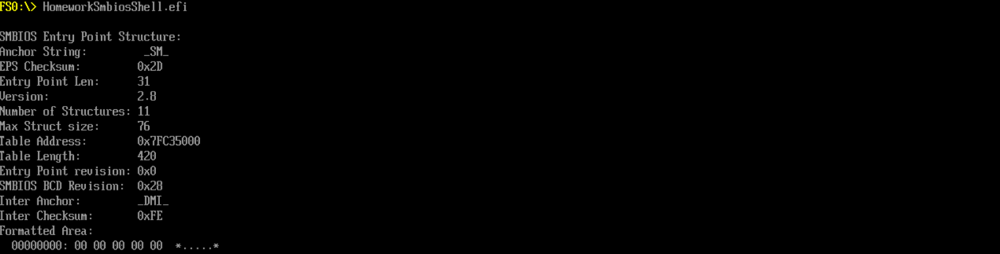 FS0:\> HomeworkSmbiosShell.efi
SMBIOS Entry Point Structure:
Anchor String:         _SM_
EPS Checksum:         0x2D
Entry Point Len:      31
Version:              2.8
Number of Structures: 11
Max Struct size:      76
Table Address:        0x7FC35000
Table Length:         420
Entry Point revision: 0x0
SMBIOS BCD Revision:  0x28
Inter Anchor:         _DMI_
Inter Checksum:       0xFE
Formatted Area:
  00000000: 00 00 00 00 00  *.....*